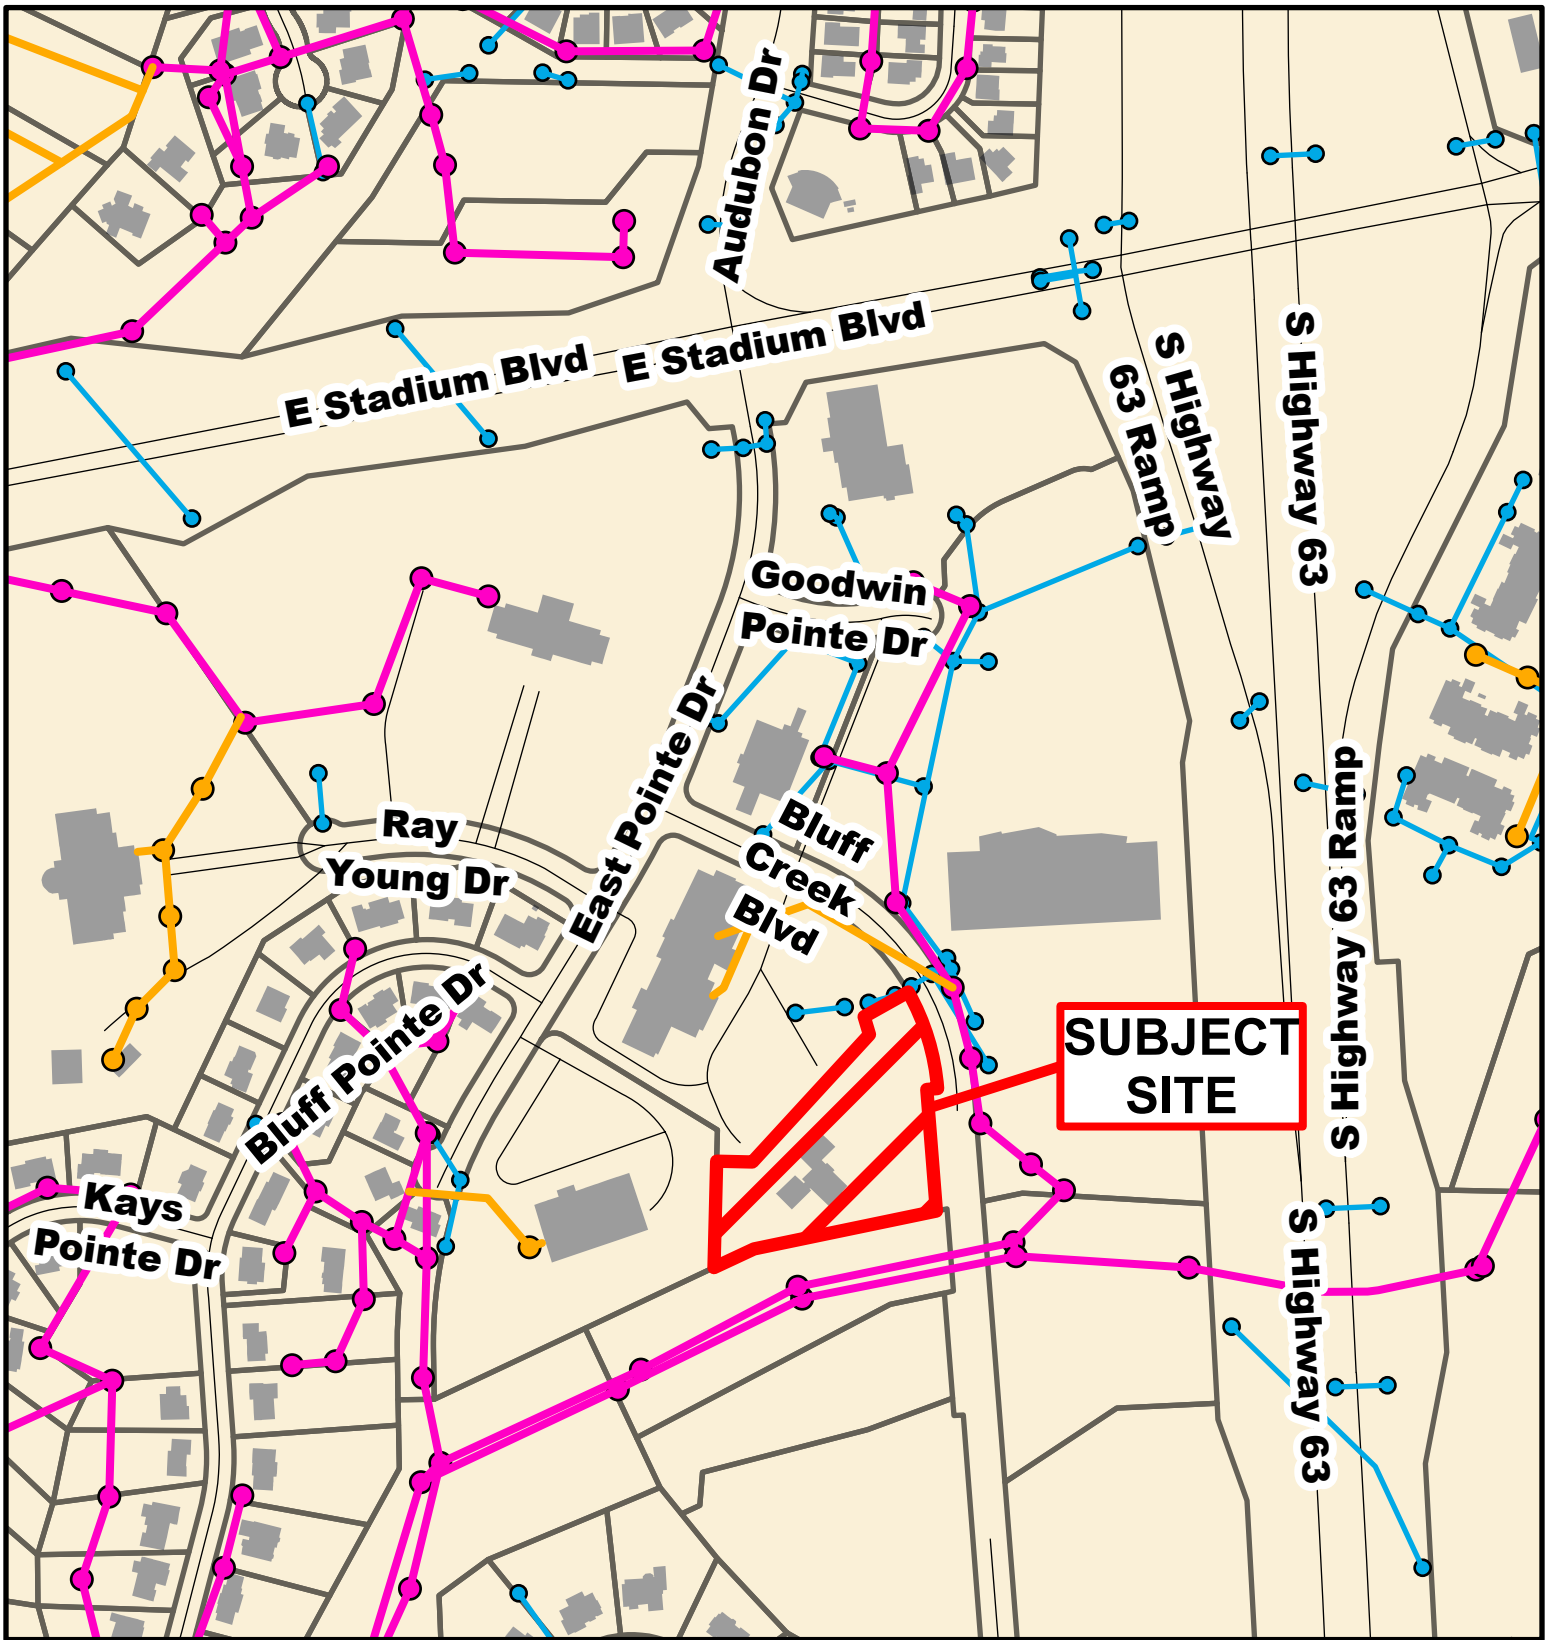 Audubon Dr
E Stadium Blvd
E Stadium Blvd
S Highway
63 Ramp
S Highway 63
Goodwin
Pointe Dr
East Pointe Dr
Ray
Young Dr
Bluff
Creek
Blvd
S Highway 63 Ramp
Bluff Pointe Dr
SUBJECT
SITE
Kays
Pointe Dr
S Highway 63